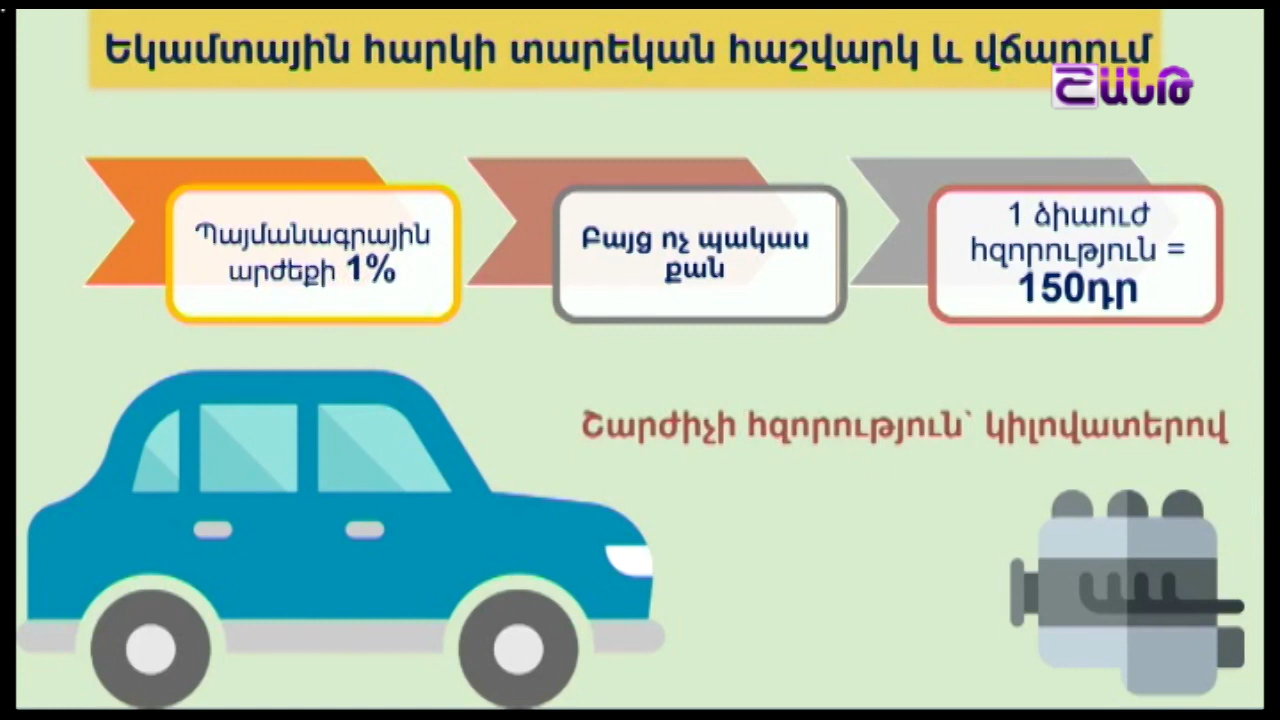 Եկամտային հարկի տարեկան հաշվարկ և վճարում
ՇԱՆԹ
Պայմանագրային
արժեքի 1%
Բայց ոչ պակաս
քան
1 ձիաուժ
հզորություն =
150դր
Շարժիչի հզորություն՝ կիլովատերով